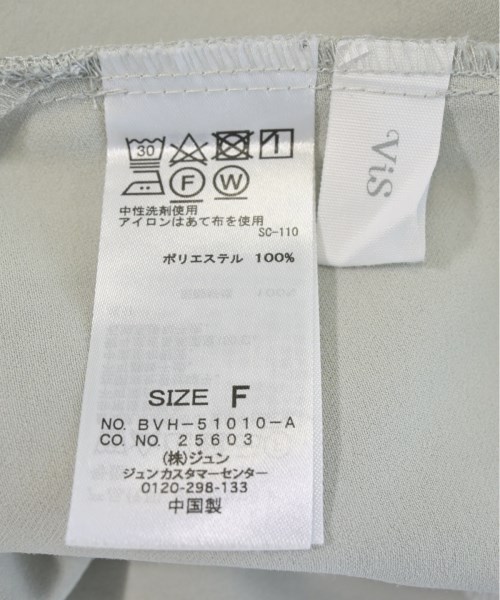 30
F W
中性洗剤使用
アイロンはあて布を使用
SC-110
ポリエステル 100%
SIZE F
NO. BVH-51010-A
CO. NO. 25603
(株)ジュン
ジュンカスタマーセンター
0120-298-133
中国製
ViS